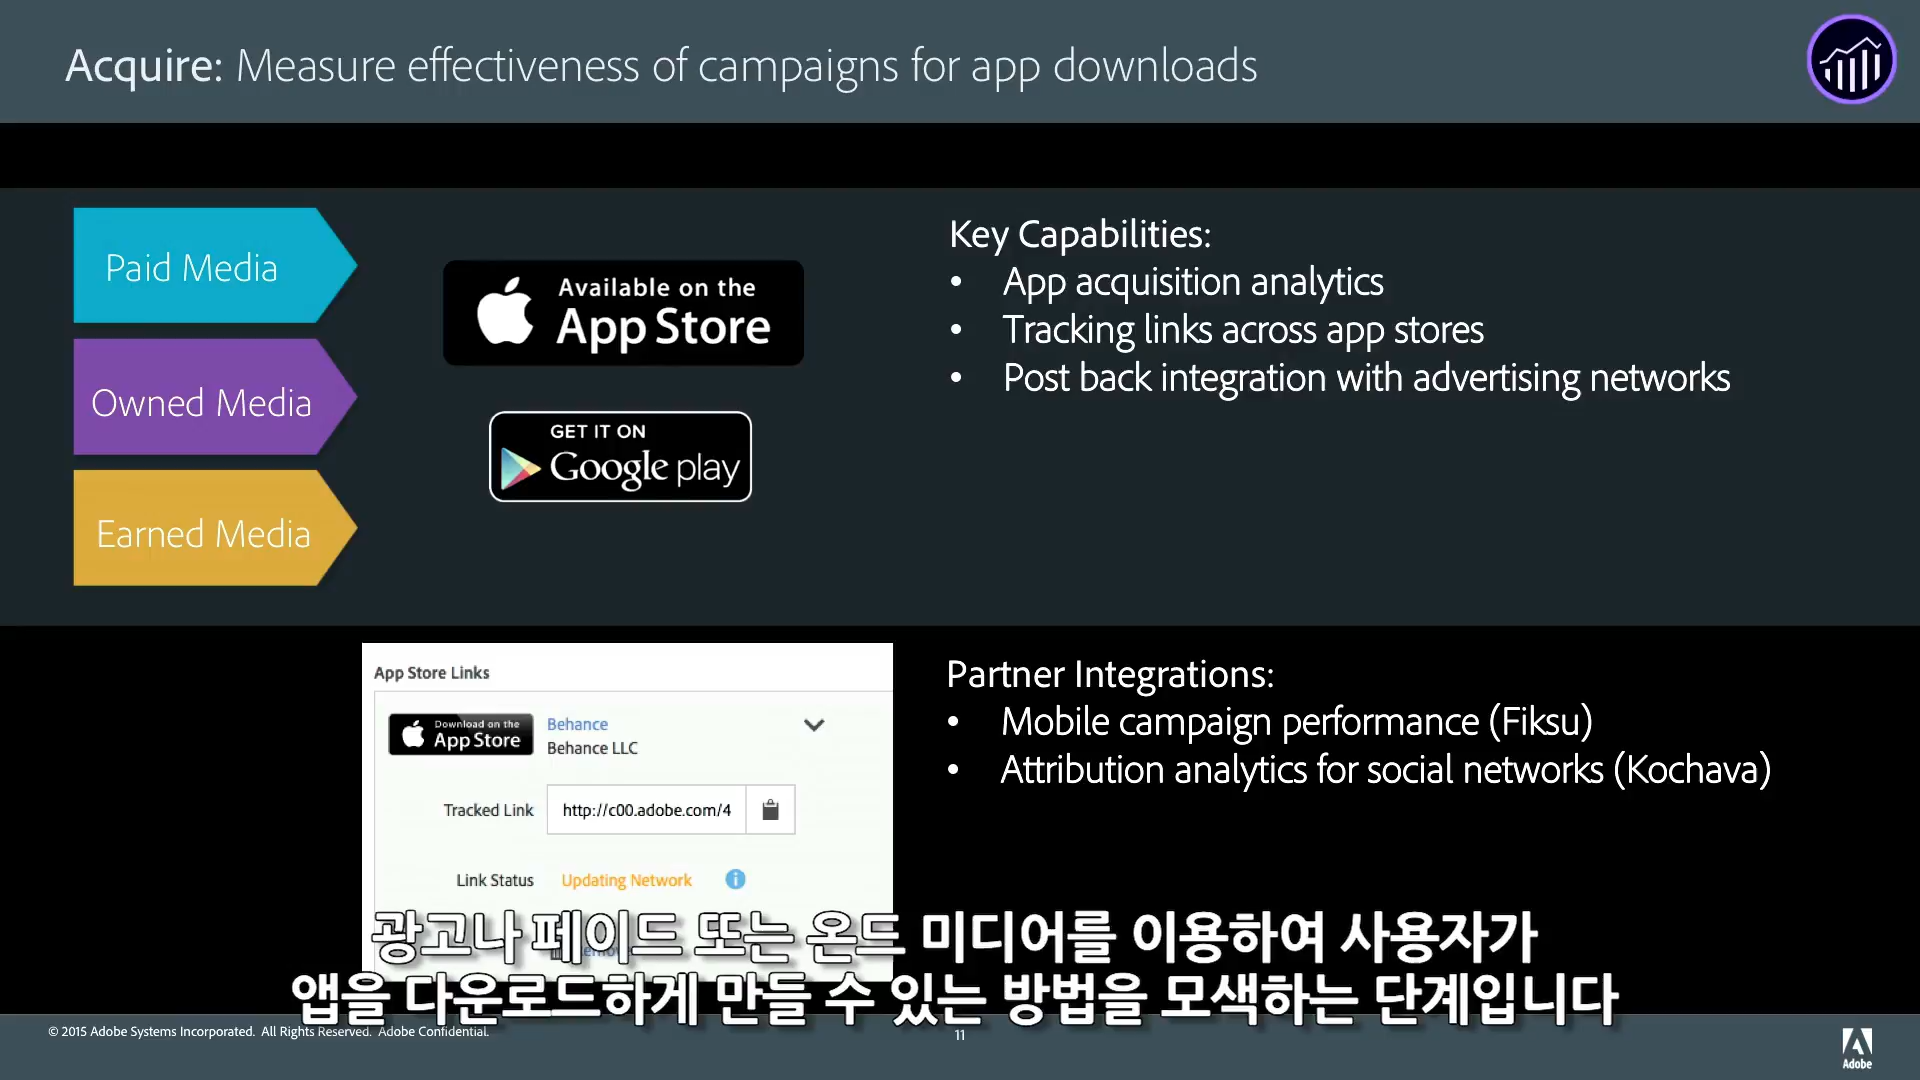 Acquire: Measure effectiveness of campaigns for app downloads
Paid Media
Owned Media
Earned Media
Available on the
App Store
GET IT ON
Google play
Key Capabilities:
• App acquisition analytics
• Tracking links across app stores
• Post back integration with advertising networks
App Store Links
Download on the
App Store
Behance
Behance LLC
Tracked Link
http://c00.adobe.com/4
Link Status
Updating Network
Partner Integrations:
• Mobile campaign performance (Fiksu)
• Attribution analytics for social networks (Kochava)
광고나 페이드 또는 온드 미디어를 이용하여 사용자가
앱을 다운로드하게 만들 수 있는 방법을 모색하는 단계입니다
© 2015 Adobe Systems Incorporated. All Rights Reserved. Adobe Confidential.
11
Adobe